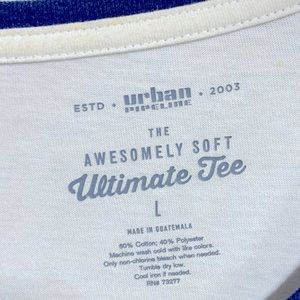 ESTD • urban • 2003
PIPELINE
THE
AWESOMELY SOFT
Ultimate Tee
L
MADE IN GUATEMALA
60% Cotton; 40% Polyester
Machine wash cold with like colors.
Only non-chlorine bleach when needed.
Tumble dry low.
Cool iron if needed.
RN# 73277